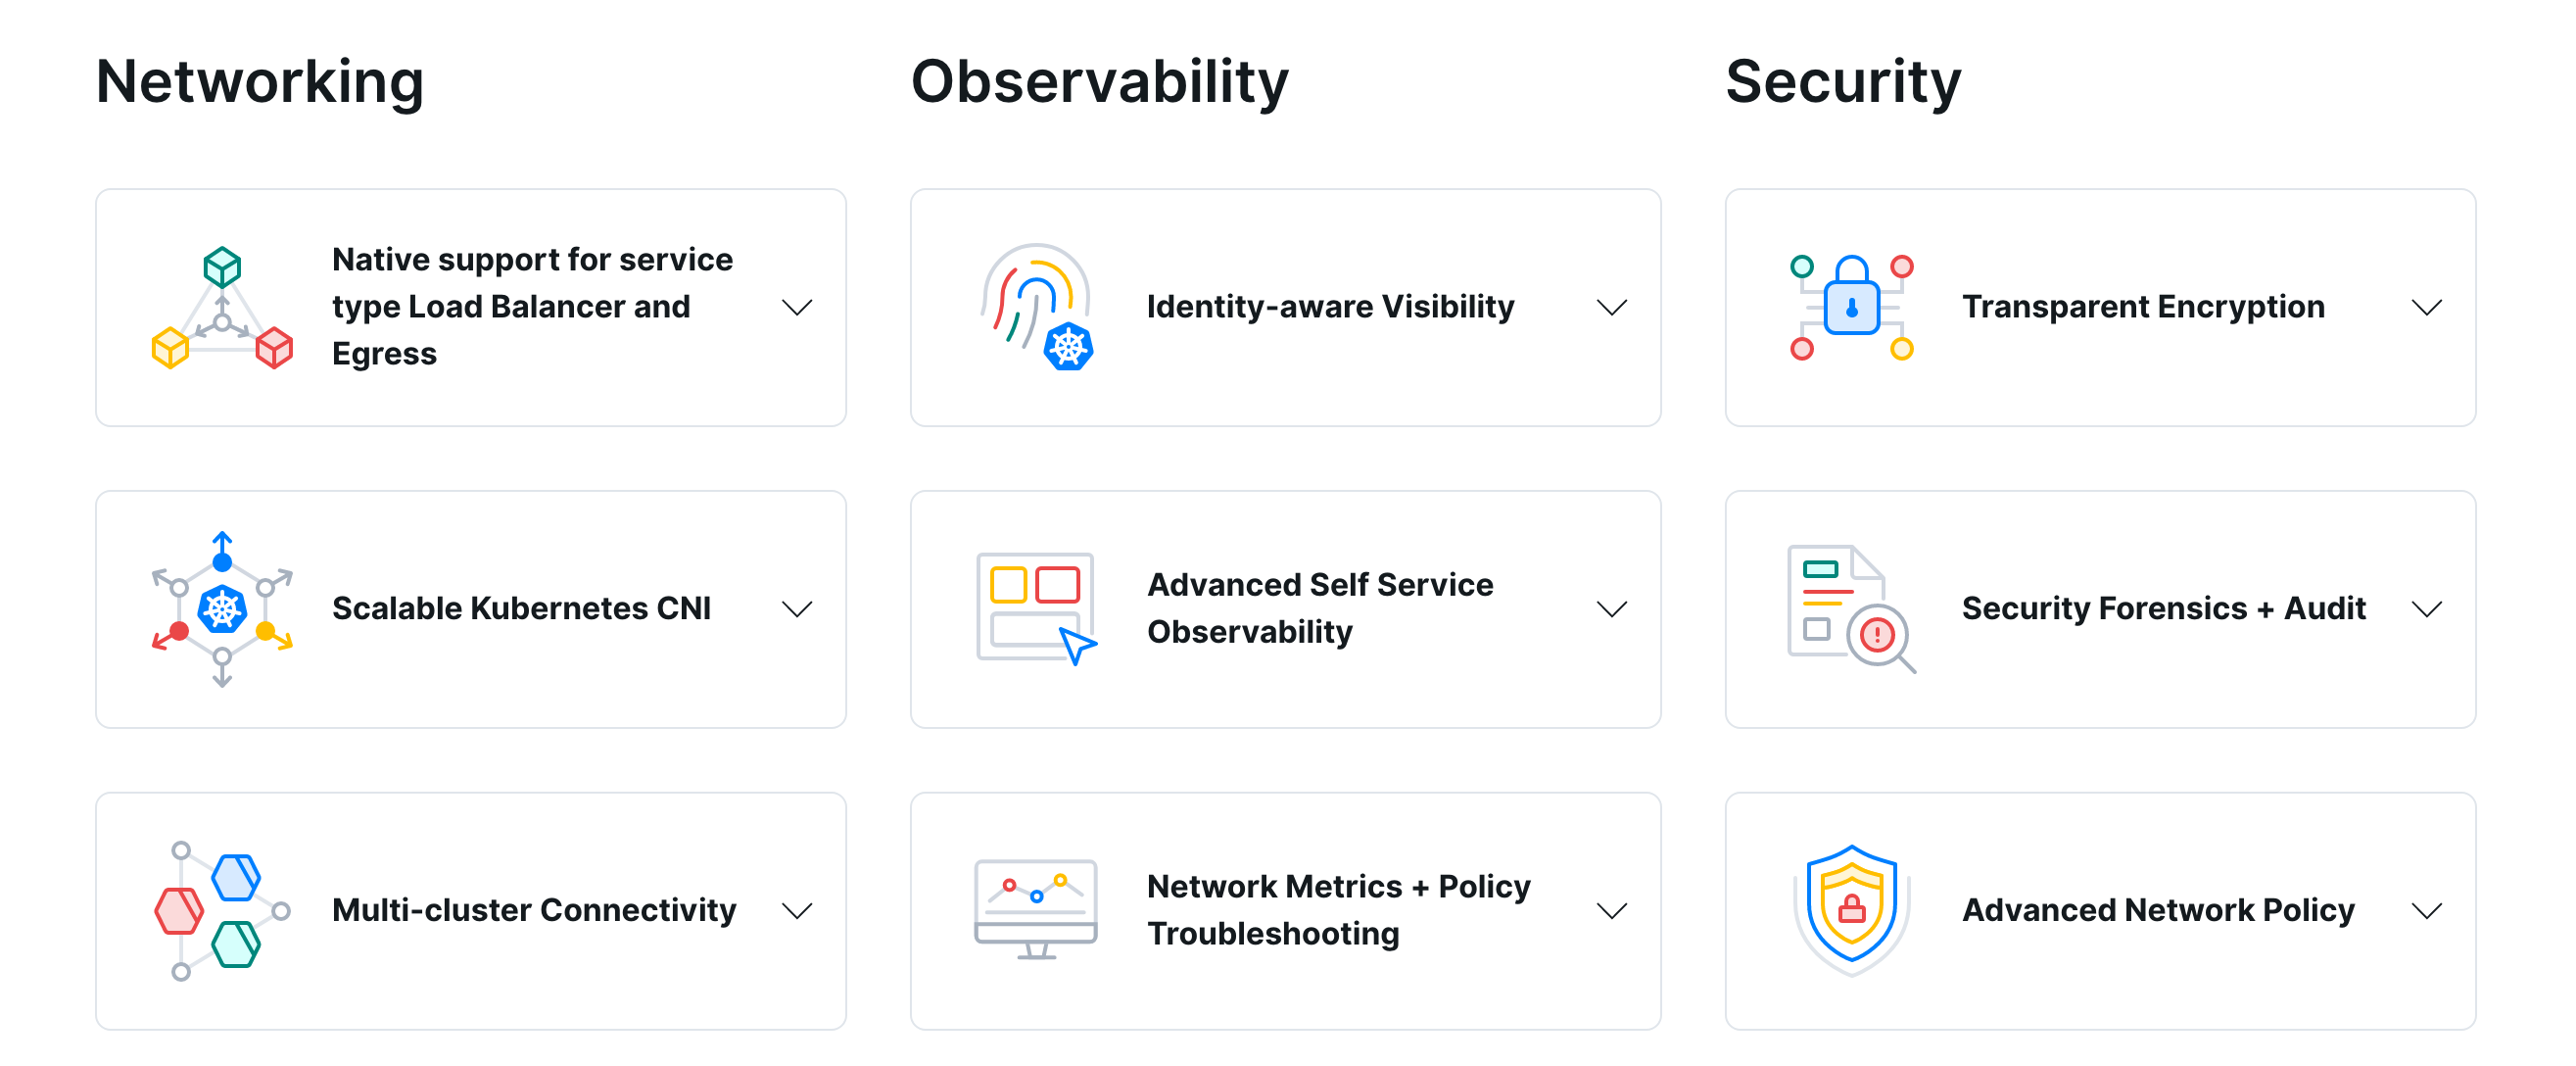 Networking
Native support for service
type Load Balancer and
Egress
Scalable Kubernetes CNI
Multi-cluster Connectivity
Observability
Identity-aware Visibility
Advanced Self Service
Observability
Network Metrics + Policy
Troubleshooting
Security
Transparent Encryption
Security Forensics + Audit
Advanced Network Policy